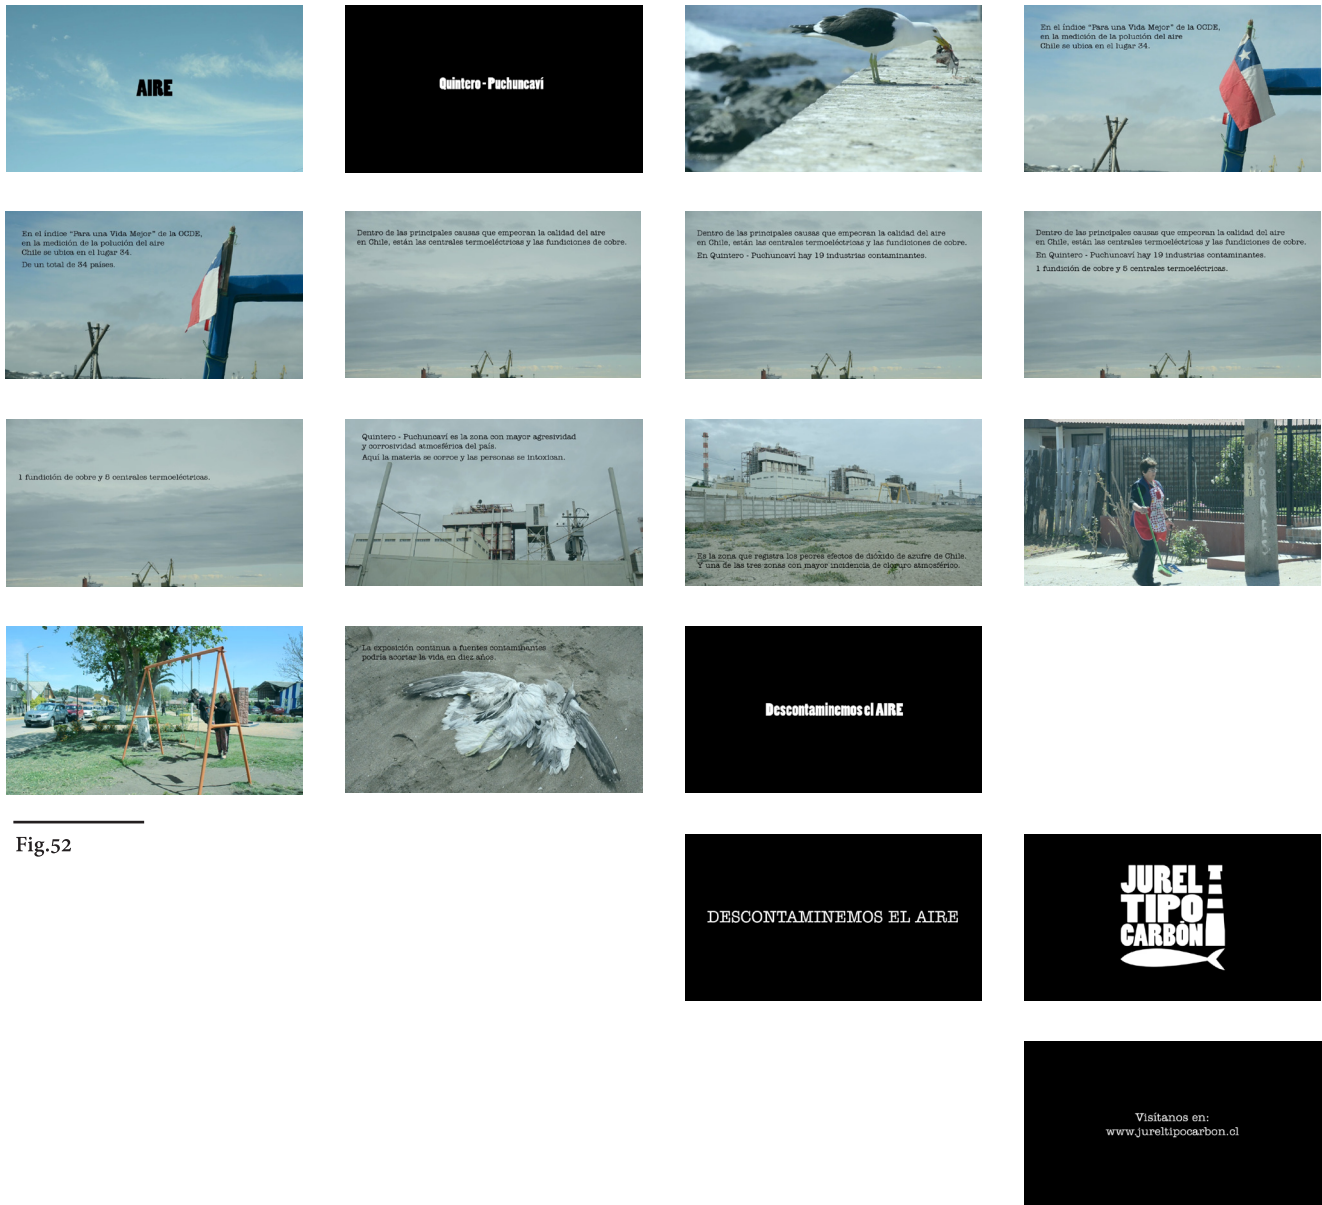 AIRE
Quintero - Puchuncaví
En el índice "Para una Vida Mejor" de la OCDE,
en la medición de la polución del aire
Chile se ubica en el lugar 34.
En el índice "Para una Vida Mejor" de la OCDE,
en la medición de la polución del aire
Chile se ubica en el lugar 34.
De un total de 34 países.
Dentro de las principales causas que empeoran la calidad del aire
en Chile, están las centrales termoeléctricas y las fundiciones de cobre.
Dentro de las principales causas que empeoran la calidad del aire
en Chile, están las centrales termoeléctricas y las fundiciones de cobre.
En Quintero - Puchuncaví hay 19 industrias contaminantes.
Dentro de las principales causas que empeoran la calidad del aire
en Chile, están las centrales termoeléctricas y las fundiciones de cobre.
En Quintero - Puchuncaví hay 19 industrias contaminantes.
1 fundición de cobre y 5 centrales termoeléctricas.
1 fundición de cobre y 5 centrales termoeléctricas.
Quintero - Puchuncaví es la zona con mayor agresividad
y corrosividad atmosférica del país.
Aquí la materia se corroe y las personas se intoxican.
Es la zona que registra los peores efectos de dióxido de azufre de Chile.
Y una de las tres zonas con mayor incidencia de cloruro atmosférico.
TORRES
La exposición continua a fuentes contaminantes
podría acortar la vida en diez años.
Descontaminemos el AIRE
Fig.52
DESCONTAMINEMOS EL AIRE
JUREL
TIPO
CARBÒN
Visítanos en:
www.jureltipocarbon.cl